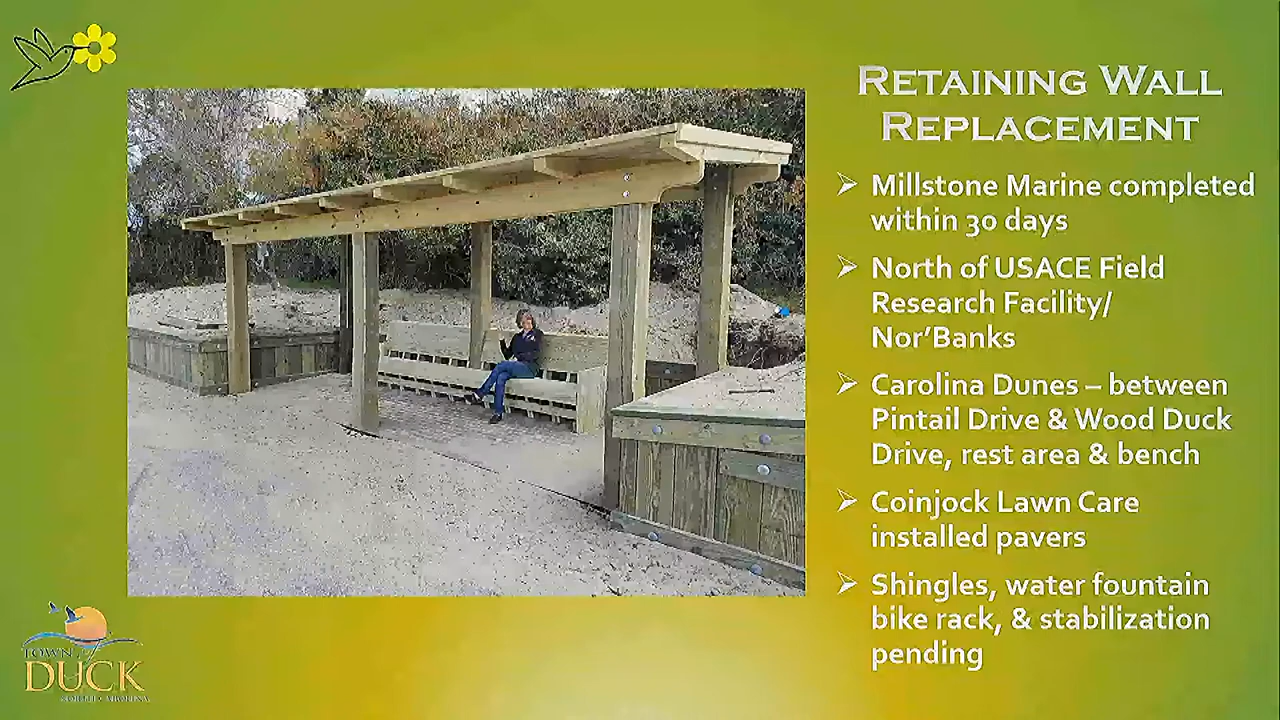 RETAINING WALL
REPLACEMENT
➢ Millstone Marine completed
within 30 days
➢ North of USACE Field
Research Facility/
Nor'Banks
➢ Carolina Dunes – between
Pintail Drive & Wood Duck
Drive, rest area & bench
➢ Coinjock Lawn Care
installed pavers
➢ Shingles, water fountain
bike rack, & stabilization
pending
TOWN of
DUCK
NORTH CAROLINA